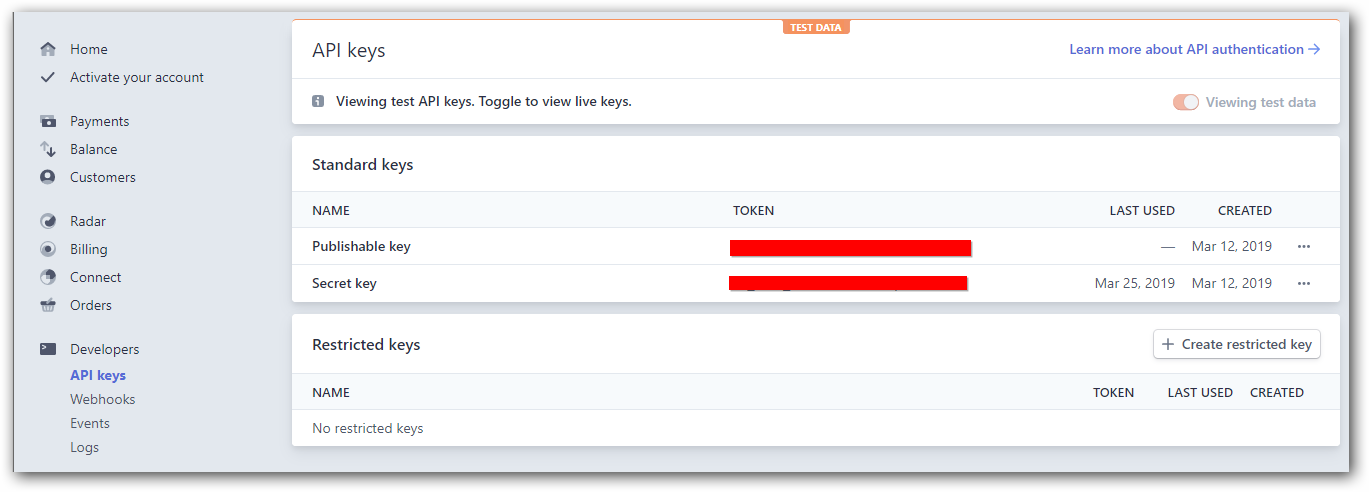 Home
Activate your account
Payments
Balance
Customers
Radar
Billing
Connect
Orders
Developers
API keys
Webhooks
Events
Logs
TEST DATA
API keys
Learn more about API authentication
Viewing test API keys. Toggle to view live keys.
Viewing test data
Standard keys
NAME TOKEN LAST USED CREATED
Publishable key — Mar 12, 2019 •••
Secret key Mar 25, 2019 Mar 12, 2019 •••
Restricted keys
+ Create restricted key
NAME TOKEN LAST USED CREATED
No restricted keys